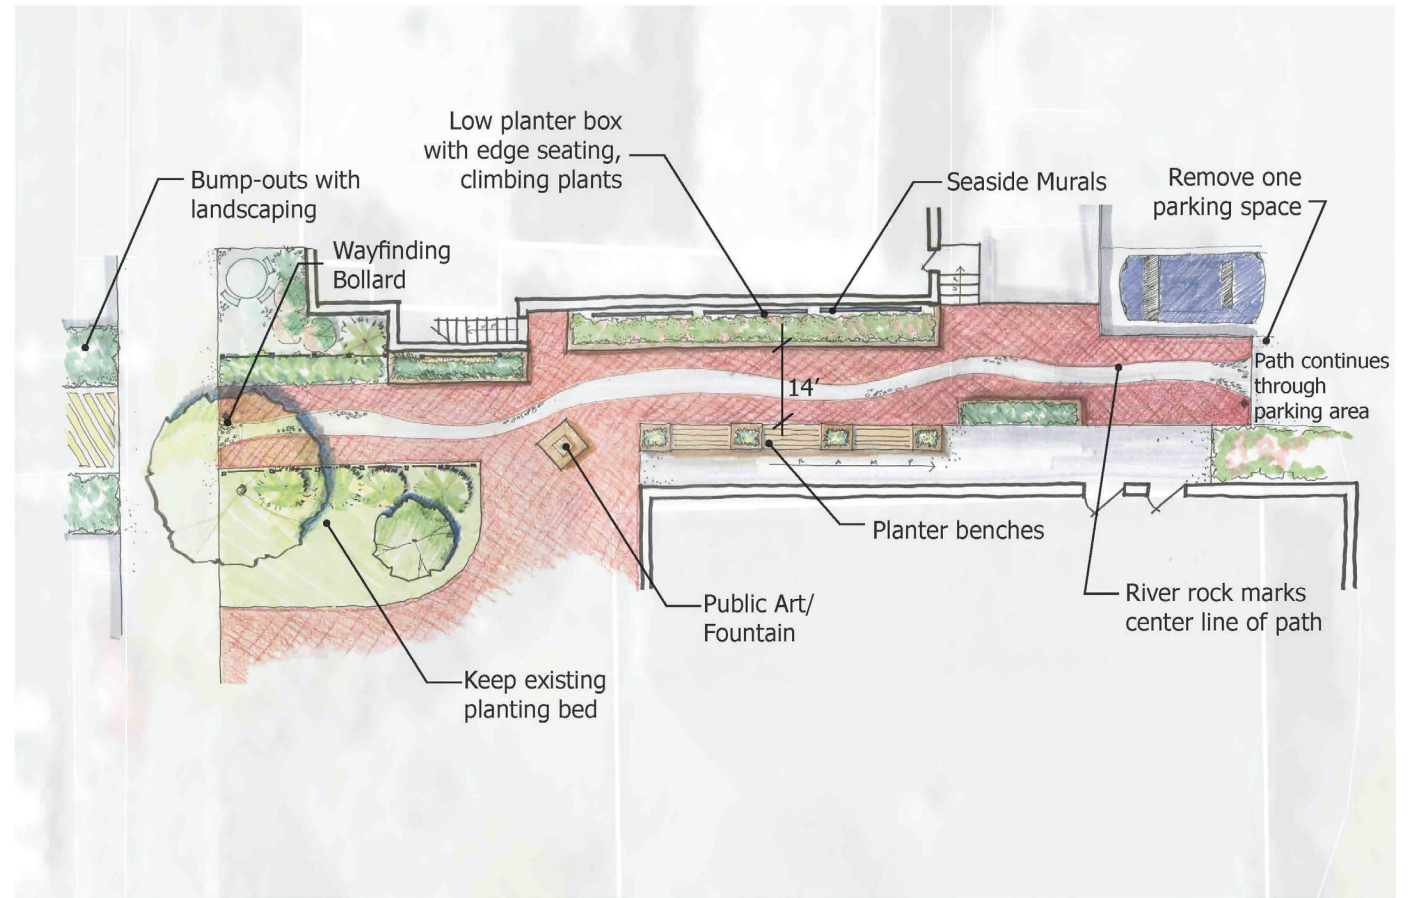 Low planter box
with edge seating,
climbing plants
Bump-outs with
landscaping
Seaside Murals
Remove one
parking space
Wayfinding
Bollard
Path continues
through
parking area
14'
RAMP
Planter benches
Public Art/
Fountain
River rock marks
center line of path
Keep existing
planting bed